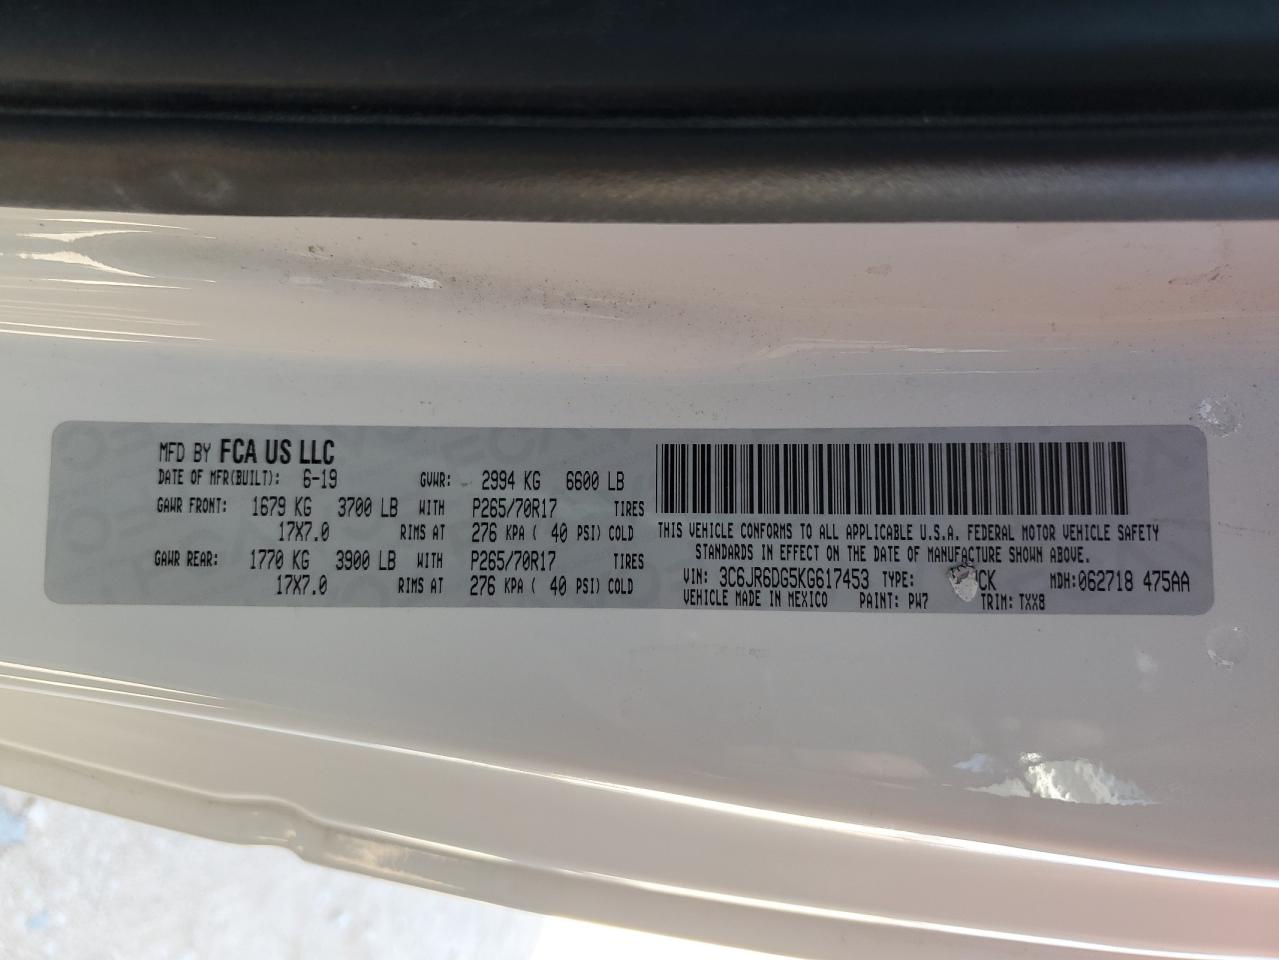 MFD BY FCA US LLC
DATE OF MFR(BUILT): 6-19 GVWR: 2994 KG 6600 LB
GAWR FRONT: 1679 KG 3700 LB WITH P265/70R17 TIRES
17X7.0 RIMS AT 276 KPA ( 40 PSI) COLD
GAWR REAR: 1770 KG 3900 LB WITH P265/70R17 TIRES
17X7.0 RIMS AT 276 KPA ( 40 PSI) COLD
THIS VEHICLE CONFORMS TO ALL APPLICABLE U.S.A. FEDERAL MOTOR VEHICLE SAFETY
STANDARDS IN EFFECT ON THE DATE OF MANUFACTURE SHOWN ABOVE.
VIN: 3C6JR6DG5KG617453 TYPE: CK MDH: 062718 475AA
VEHICLE MADE IN MEXICO PAINT: PW7 TRIM: TXX8